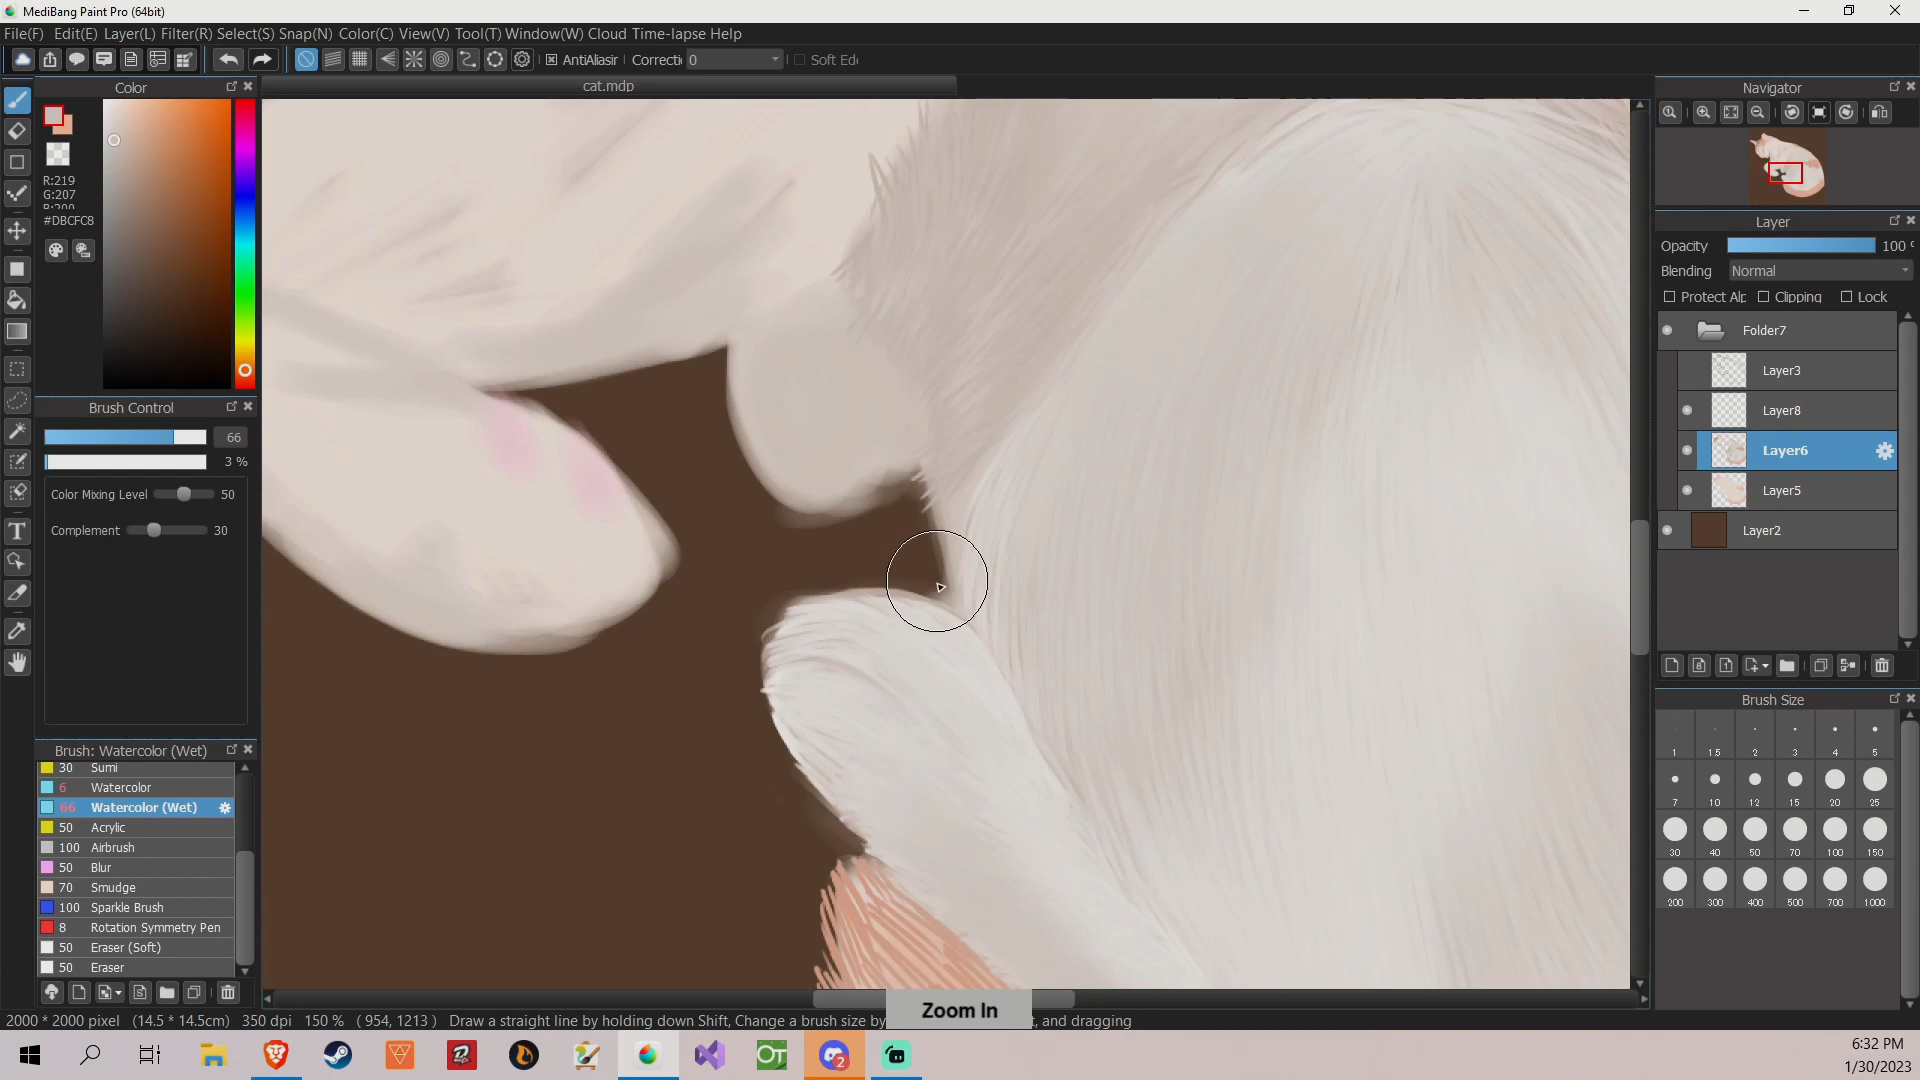 MediBang Paint Pro (64bit)
File(F) Edit(E) Layer(L) Filter(R) Select(S) Snap(N) Color(C) View(V) Tool(T) Window(W) Cloud Time-lapse Help
AntiAliasir Correcti 0 Soft Ed
Color
cat.mdp
Navigator
R:219
G:207
B:200
#DBCFC8
Layer
Opacity 100
Blending Normal
Protect Alp Clipping Lock
Folder7
Layer3
Layer8
Layer6
Layer5
Layer2
Brush Control
66
3 %
Color Mixing Level 50
Complement 30
Brush: Watercolor (Wet)
30 Sumi
6 Watercolor
66 Watercolor (Wet)
50 Acrylic
100 Airbrush
50 Blur
70 Smudge
100 Sparkle Brush
8 Rotation Symmetry Pen
50 Eraser (Soft)
50 Eraser
Brush Size
1 1.5 2 3 4 5
7 10 12 15 20 25
30 40 50 70 100 150
200 300 400 500 700 1000
Zoom In
2000 * 2000 pixel (14.5 * 14.5cm) 350 dpi 150 % ( 954, 1213 ) Draw a straight line by holding down Shift, Change a brush size by , and dragging
2
6:32 PM
1/30/2023